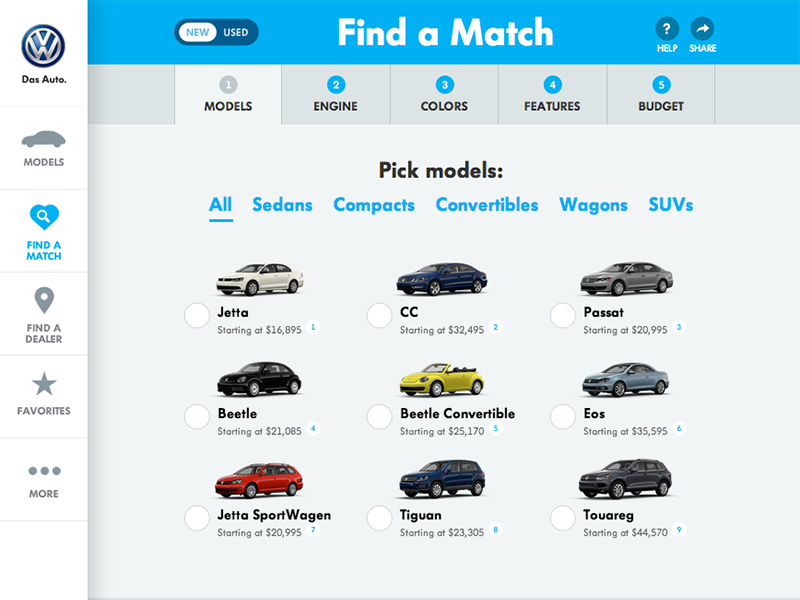 Das Auto.
MODELS
FIND A
MATCH
FIND A
DEALER
FAVORITES
MORE
NEW USED
Find a Match
? HELP SHARE
1 MODELS
2 ENGINE
3 COLORS
4 FEATURES
5 BUDGET
Pick models:
All Sedans Compacts Convertibles Wagons SUVs
Jetta
Starting at $16,895 1
CC
Starting at $32,495 2
Passat
Starting at $20,995 3
Beetle
Starting at $21,085 4
Beetle Convertible
Starting at $25,170 5
Eos
Starting at $35,595 6
Jetta SportWagen
Starting at $20,995 7
Tiguan
Starting at $23,305 8
Touareg
Starting at $44,570 9